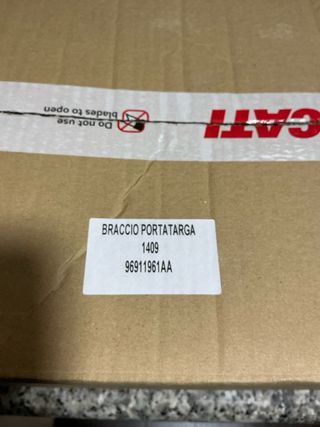 Do not use
blades to open
CATI
BRACCIO PORTATARGA
1409
96911961AA